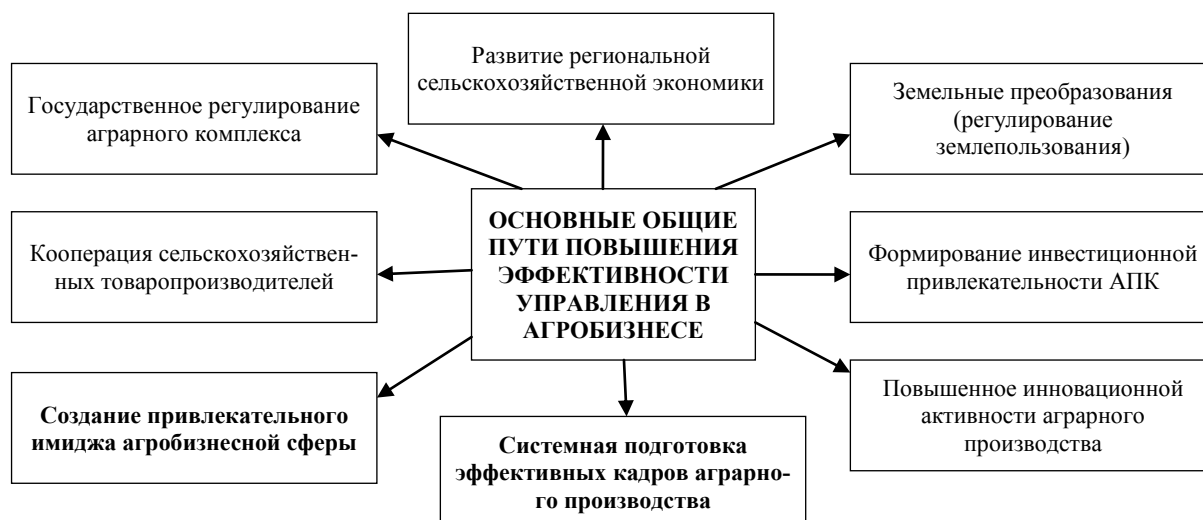 Развитие региональной
сельскохозяйственной экономики
Государственное регулирование
аграрного комплекса
Земельные преобразования
(регулирование
землепользования)
ОСНОВНЫЕ ОБЩИЕ
ПУТИ ПОВЫШЕНИЯ
ЭФФЕКТИВНОСТИ
УПРАВЛЕНИЯ В
АГРОБИЗНЕСЕ
Кооперация сельскохозяйствен-
ных товаропроизводителей
Формирование инвестиционной
привлекательности АПК
Создание привлекательного
имиджа агробизнесной сферы
Повышенное инновационной
активности аграрного
производства
Системная подготовка
эффективных кадров аграрно-
го производства